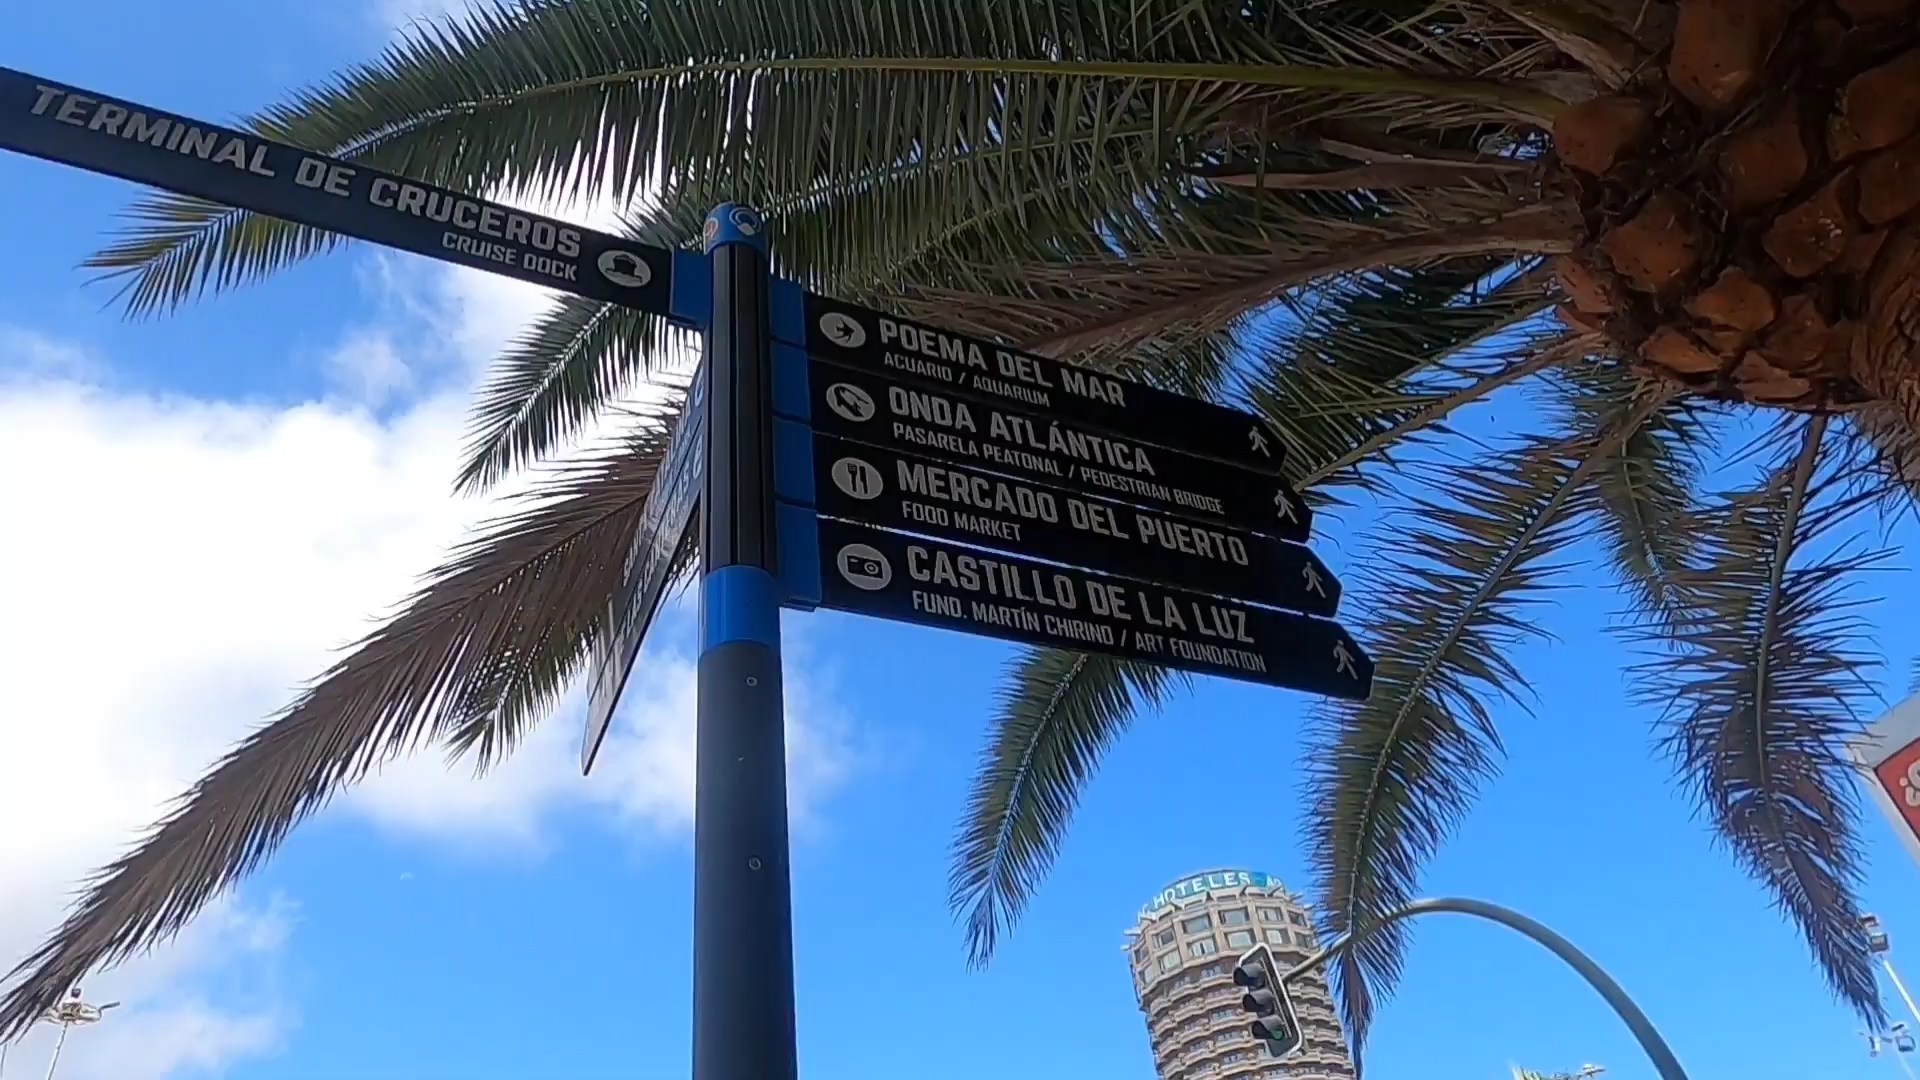 TERMINAL DE CRUCEROS
CRUISE DOCK
POEMA DEL MAR
ACUARIO / AQUARIUM
ONDA ATLÁNTICA
PASARELA PEATONAL / PEDESTRIAN BRIDGE
MERCADO DEL PUERTO
FOOD MARKET
CASTILLO DE LA LUZ
FUND. MARTÍN CHIRINO / ART FOUNDATION
HOTELES